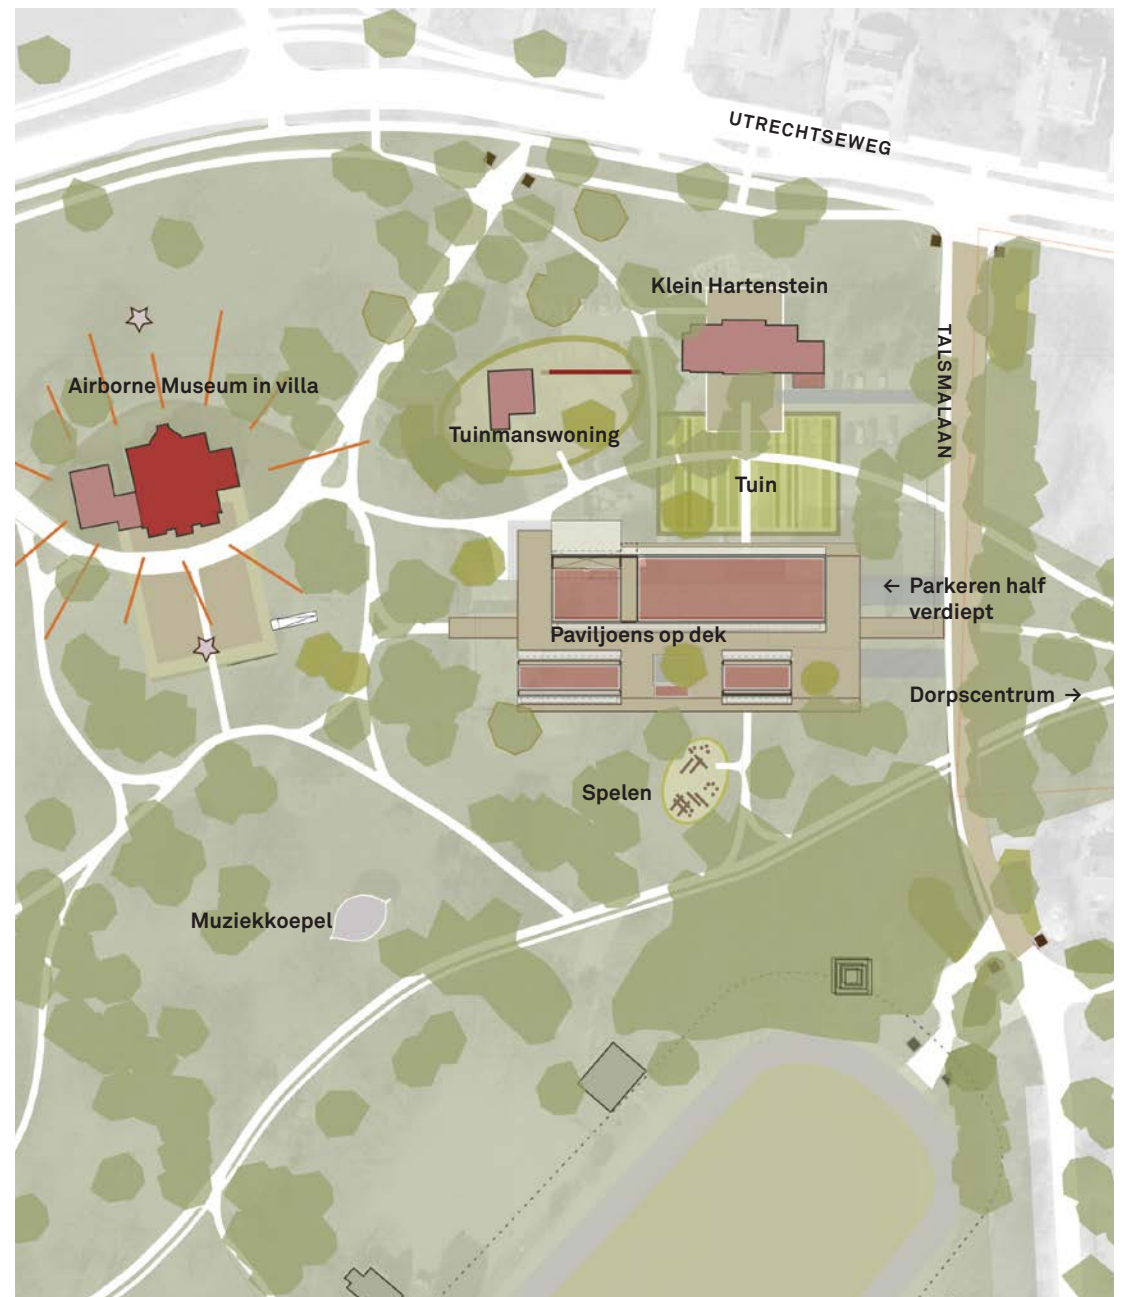 UTRECHTSEWEG
Klein Hartenstein
TALSMALAAN
Airborne Museum in villa
Tuinmanswoning
Tuin
← Parkeren half
verdiept
Paviljoens op dek
Dorpscentrum →
Spelen
Muziekkoepel